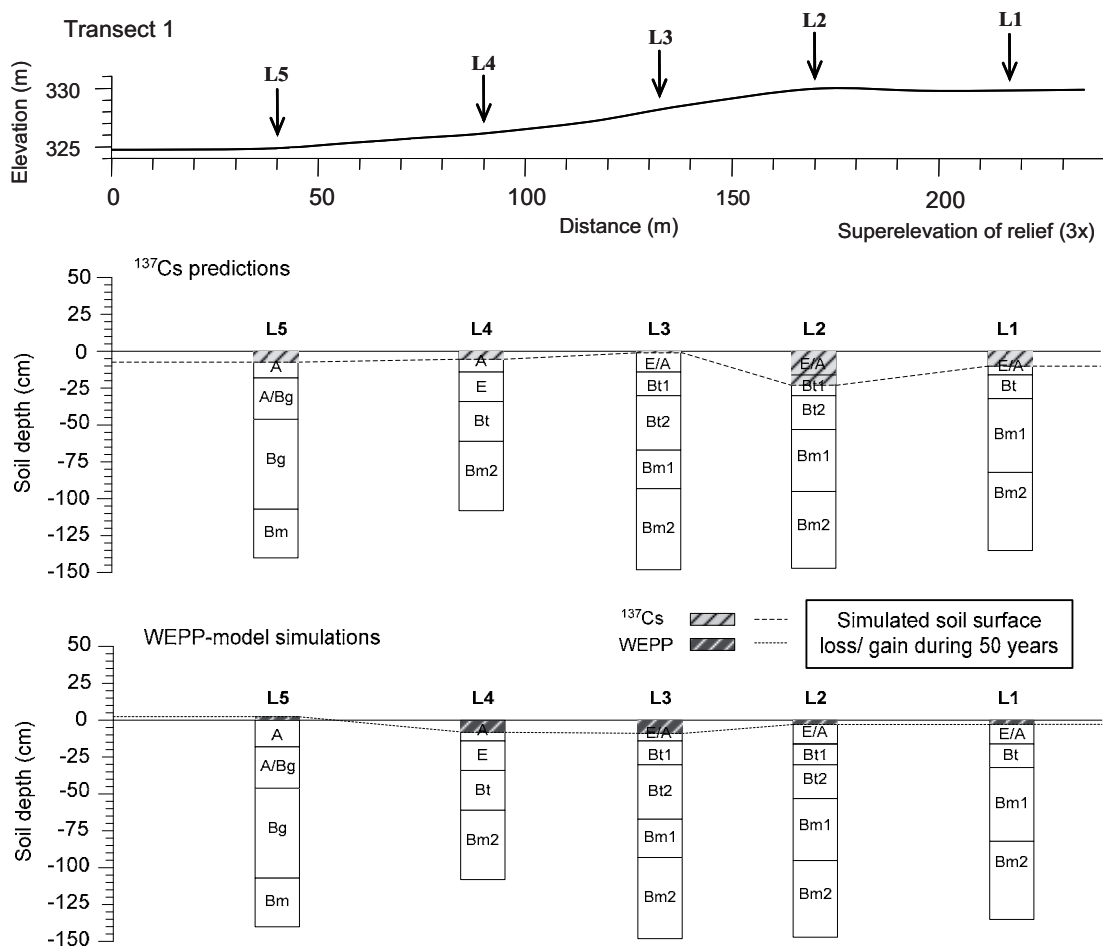 Transect 1
L5
L4
L3
L2
L1
Elevation (m)
330
325
0
50
100
150
200
Distance (m)
Superelevation of relief (3x)
137Cs predictions
Soil depth (cm)
50
25
0
-25
-50
-75
-100
-125
-150
L5
A
A/Bg
Bg
Bm
L4
A
E
Bt
Bm2
L3
E/A
Bt1
Bt2
Bm1
Bm2
L2
E/A
Bt1
Bt2
Bm1
Bm2
L1
E/A
Bt
Bm1
Bm2
137Cs
WEPP
Simulated soil surface
loss/ gain during 50 years
WEPP-model simulations
Soil depth (cm)
50
25
0
-25
-50
-75
-100
-125
-150
L5
A
A/Bg
Bg
Bm
L4
A
E
Bt
Bm2
L3
E/A
Bt1
Bt2
Bm1
Bm2
L2
E/A
Bt1
Bt2
Bm1
Bm2
L1
E/A
Bt
Bm1
Bm2